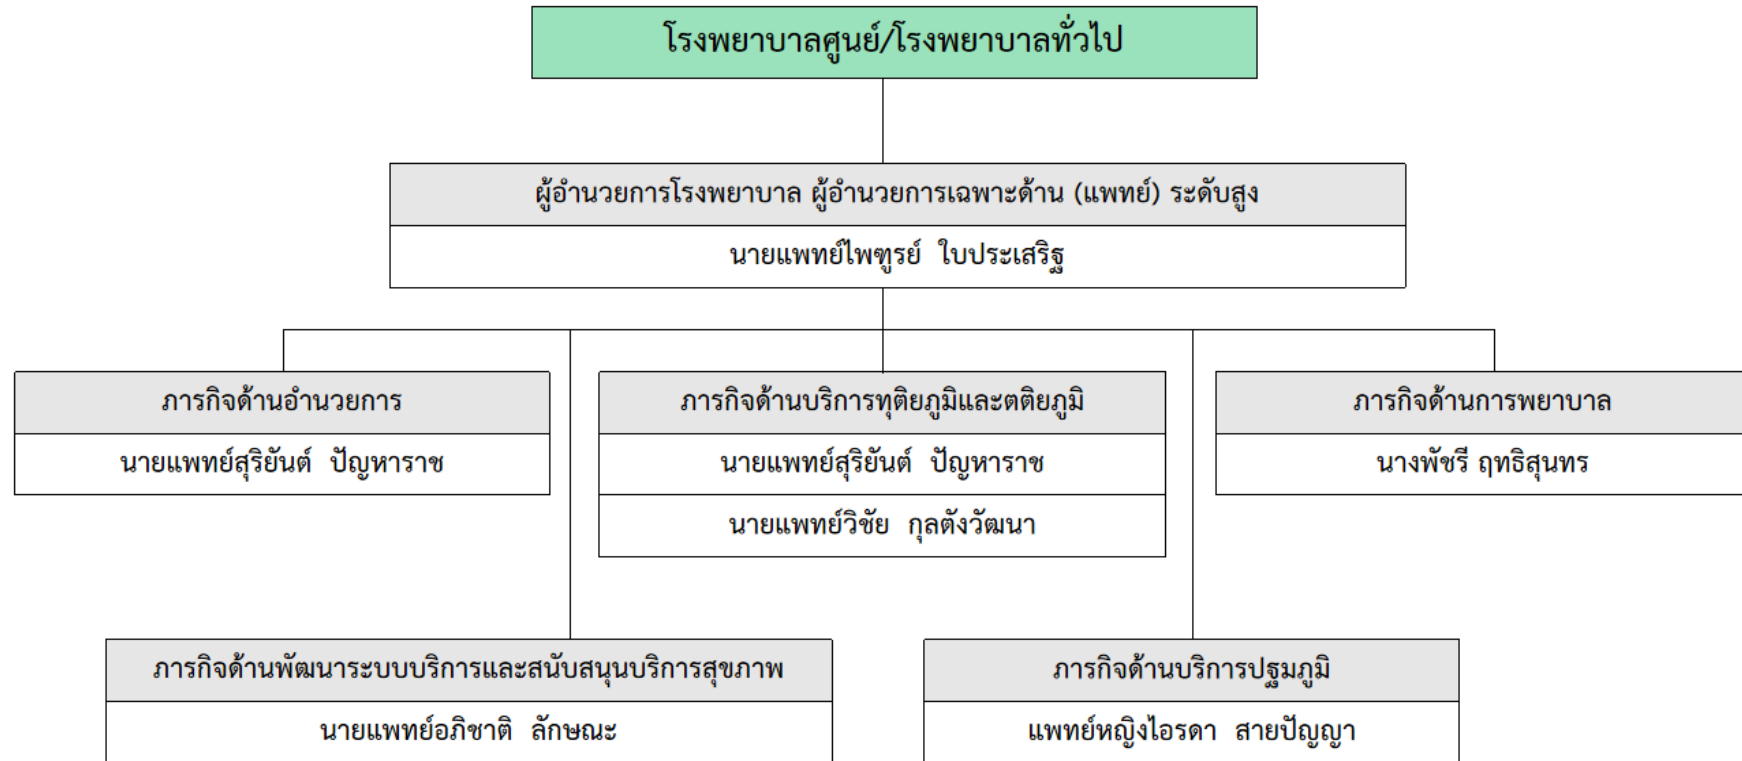 โรงพยาบาลศูนย์/โรงพยาบาลทั่วไป
ผู้อำนวยการโรงพยาบาล ผู้อำนวยการเฉพาะด้าน (แพทย์) ระดับสูง
นายแพทย์ไพฑูรย์ ใบประเสริฐ
ภารกิจด้านอำนวยการ
นายแพทย์สุริยันต์ ปัญหาราช
ภารกิจด้านบริการทุติยภูมิและตติยภูมิ
นายแพทย์สุริยันต์ ปัญหาราช
นายแพทย์วิชัย กุลตังวัฒนา
ภารกิจด้านการพยาบาล
นางพัชรี ฤทธิสุนทร
ภารกิจด้านพัฒนาระบบบริการและสนับสนุนบริการสุขภาพ
นายแพทย์อภิชาติ ลักษณะ
ภารกิจด้านบริการปฐมภูมิ
แพทย์หญิงไอรดา สายปัญญา